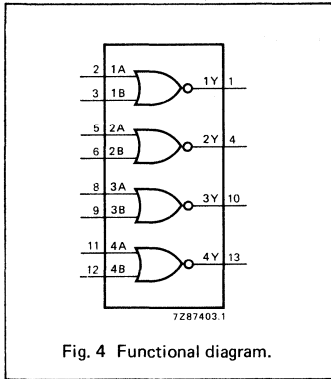 2 1A 1Y 1
3 1B
5 2A 2Y 4
6 2B
8 3A 3Y 10
9 3B
11 4A 4Y 13
12 4B
7Z87403.1
Fig. 4 Functional diagram.